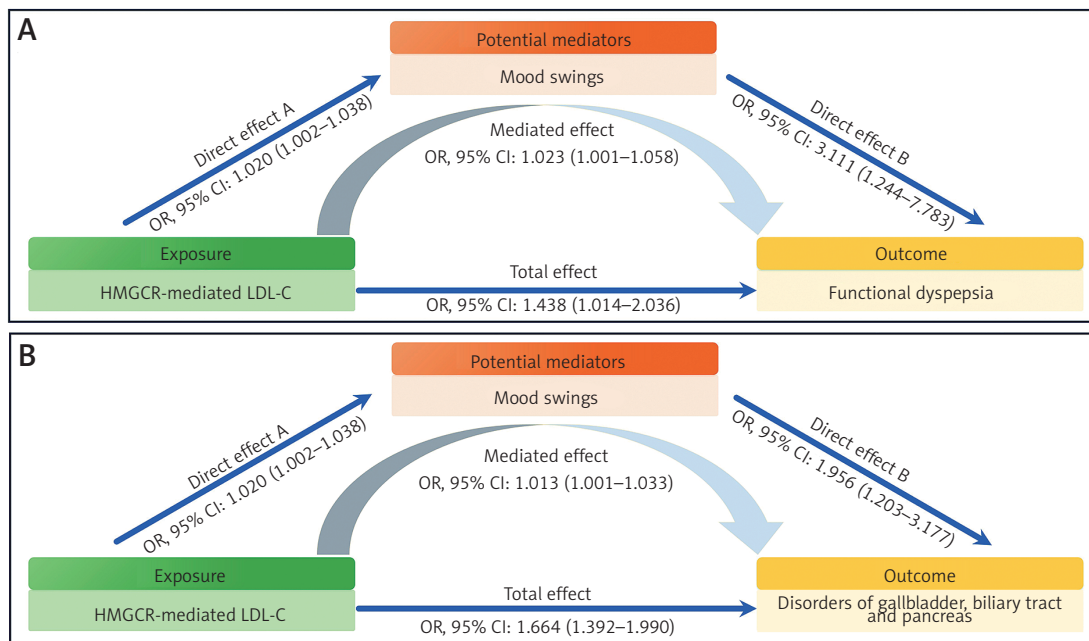 A
Potential mediators
Mood swings
Direct effect A
OR, 95% CI: 1.020 (1.002–1.038)
Mediated effect
OR, 95% CI: 1.023 (1.001–1.058)
Direct effect B
OR, 95% CI: 3.111 (1.244–7.783)
Exposure
HMGCR-mediated LDL-C
Total effect
OR, 95% CI: 1.438 (1.014–2.036)
Outcome
Functional dyspepsia
B
Potential mediators
Mood swings
Direct effect A
OR, 95% CI: 1.020 (1.002–1.038)
Mediated effect
OR, 95% CI: 1.013 (1.001–1.033)
Direct effect B
OR, 95% CI: 1.956 (1.203–3.177)
Exposure
HMGCR-mediated LDL-C
Total effect
OR, 95% CI: 1.664 (1.392–1.990)
Outcome
Disorders of gallbladder, biliary tract
and pancreas